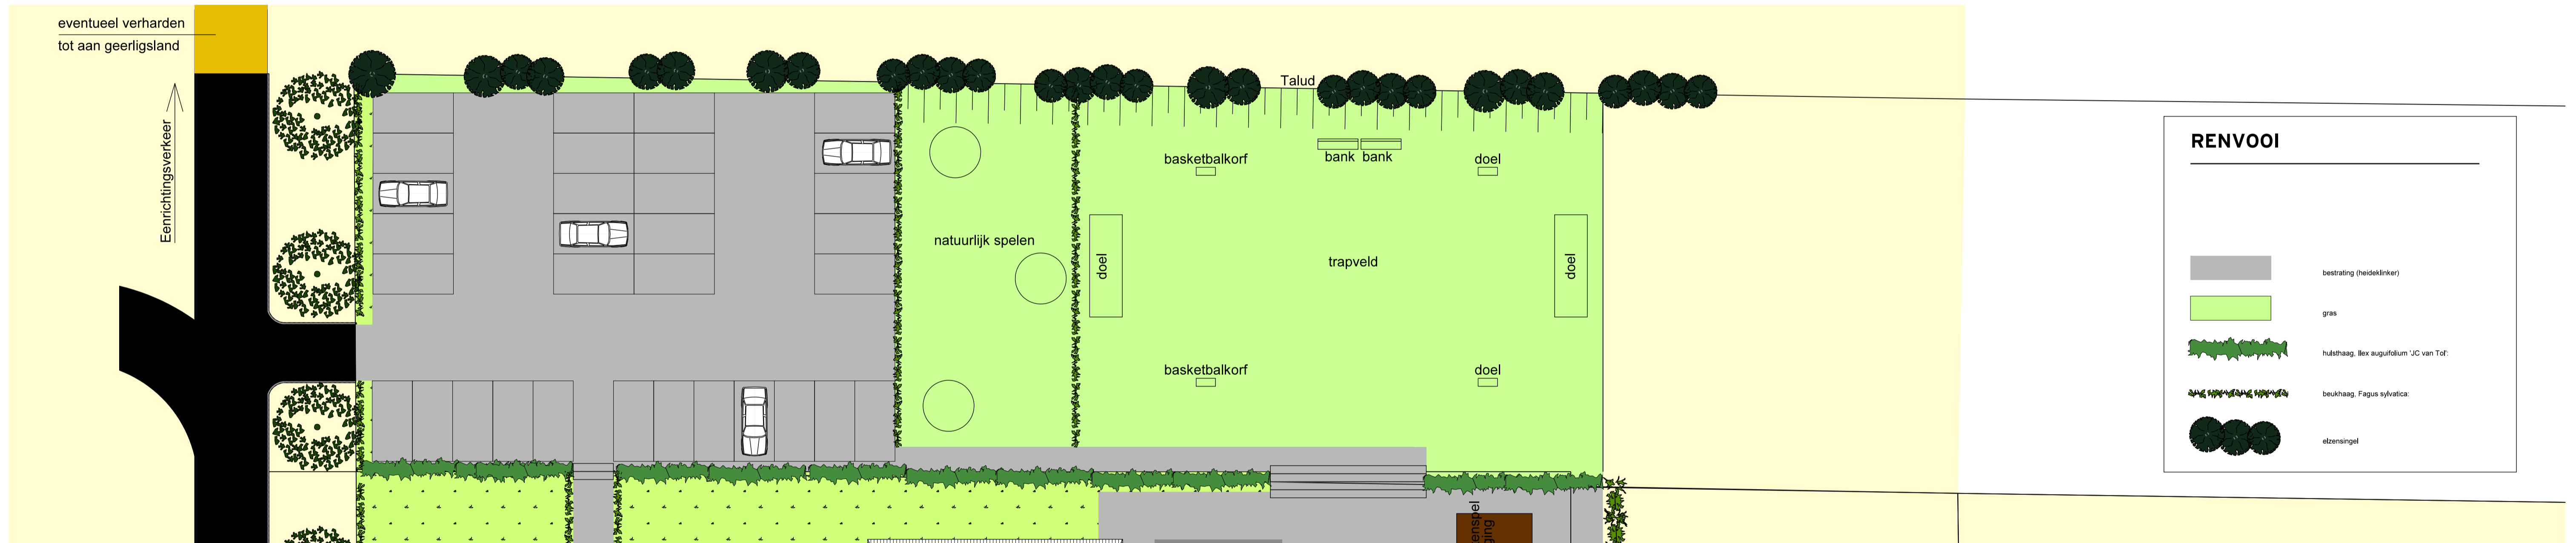 eventueel verharden
tot aan geerligsland
Eenrichtingsverkeer
Talud
basketbalkorf
bank bank
doel
natuurlijk spelen
doel
trapveld
doel
basketbalkorf
doel
RENVOOI
bestrating (heideklinker)
gras
hulsthaag, Ilex auguifolium 'JC van Tol':
beukhaag, Fagus sylvatica:
elzensingel